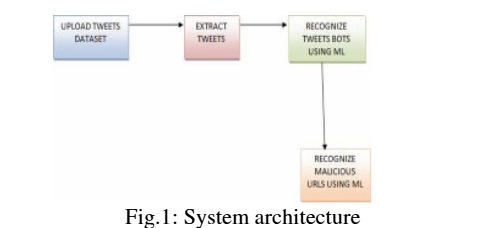 UPLOAD TWEETS
DATASET
EXTRACT
TWEETS
RECOGNIZE
TWEETS BOTS
USING ML
RECOGNIZE
MALICIOUS
URLS USING ML
Fig.1: System architecture